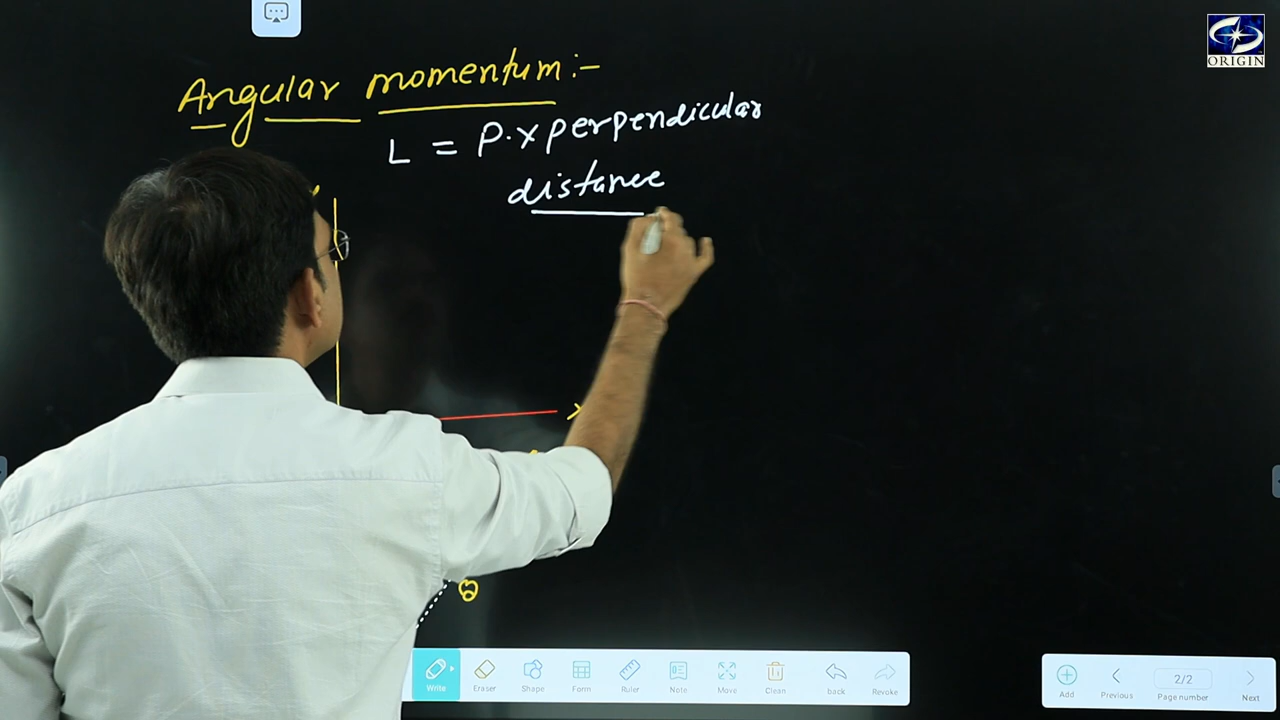 ORIGIN
Angular momentum :-
L = P. x perpendicular
distance
Write
Eraser
Shape
Form
Ruler
Note
Move
Clean
back
Revoke
Add
Previous
2/2
Page number
Next